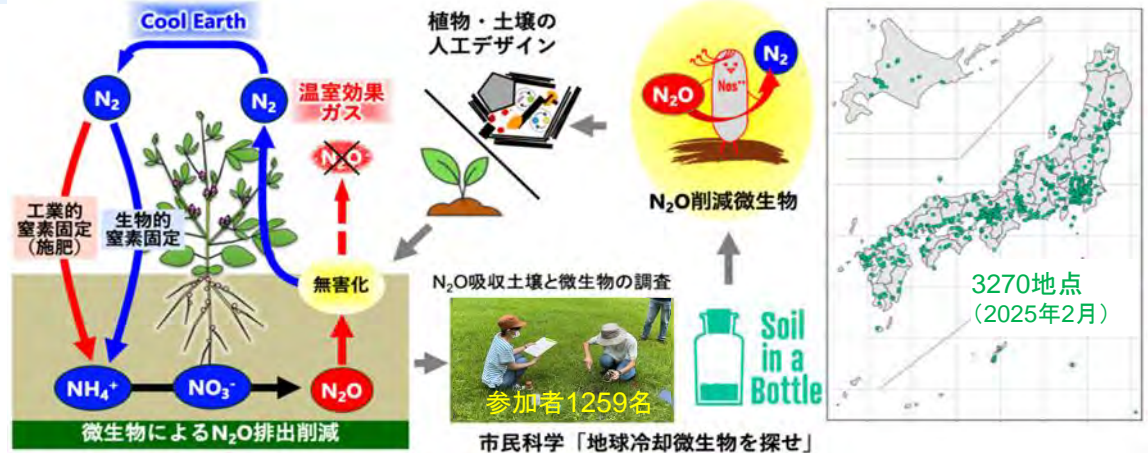 Cool Earth
N₂
N₂
温室効果
ガス
N₂O
工業的
窒素固定
(施肥)
生物的
窒素固定
無害化
NH₄⁺
NO₃⁻
N₂O
微生物によるN₂O排出削減
植物・土壌の
人工デザイン
N₂O
Nos⁺⁺
N₂
N₂O削減微生物
N₂O吸収土壌と微生物の調査
参加者1259名
Soil
in a
Bottle
市民科学「地球冷却微生物を探せ」
3270地点
(2025年2月)